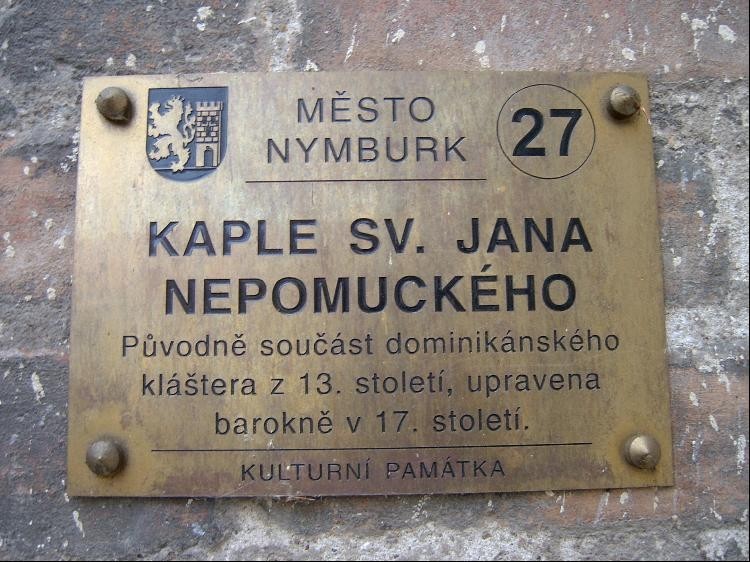 MĚSTO
NYMBURK
27
KAPLE SV. JANA
NEPOMUCKÉHO
Původně součást dominikánského
kláštera z 13. století, upravena
barokně v 17. století.
KULTURNÍ PAMÁTKA